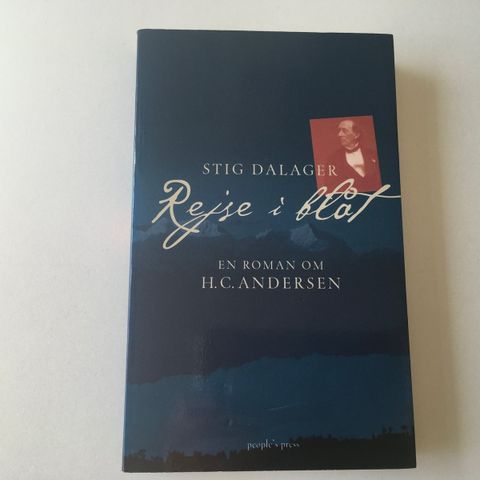 STIG DALAGER
Rejse i blåt
EN ROMAN OM
H.C. ANDERSEN
people's press